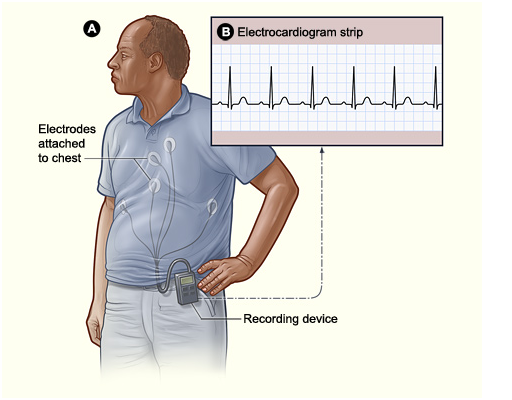 A
B Electrocardiogram strip
Electrodes
attached
to chest
Recording device